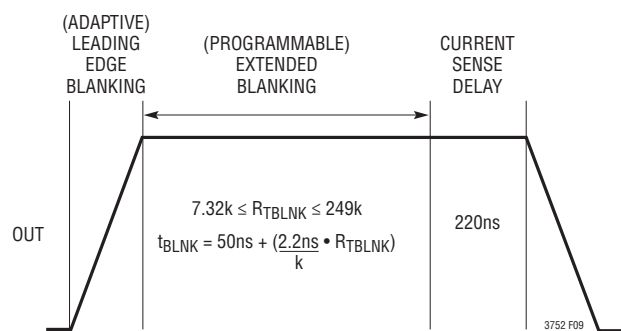 (ADAPTIVE)
LEADING
EDGE
BLANKING
(PROGRAMMABLE)
EXTENDED
BLANKING
CURRENT
SENSE
DELAY
OUT
7.32k ≤ RTBLNK ≤ 249k
tBLNK = 50ns + (2.2ns/k • RTBLNK)
220ns
3752 F09